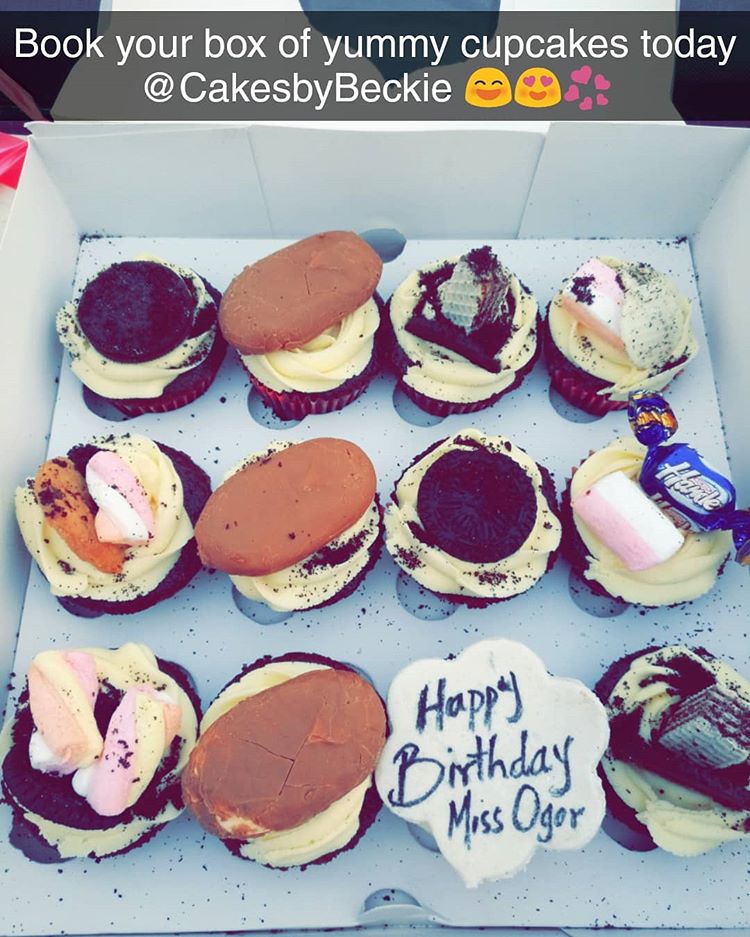 Book your box of yummy cupcakes today
@CakesbyBeckie 😄😍💞
Happy
Birthday
Miss Ogor